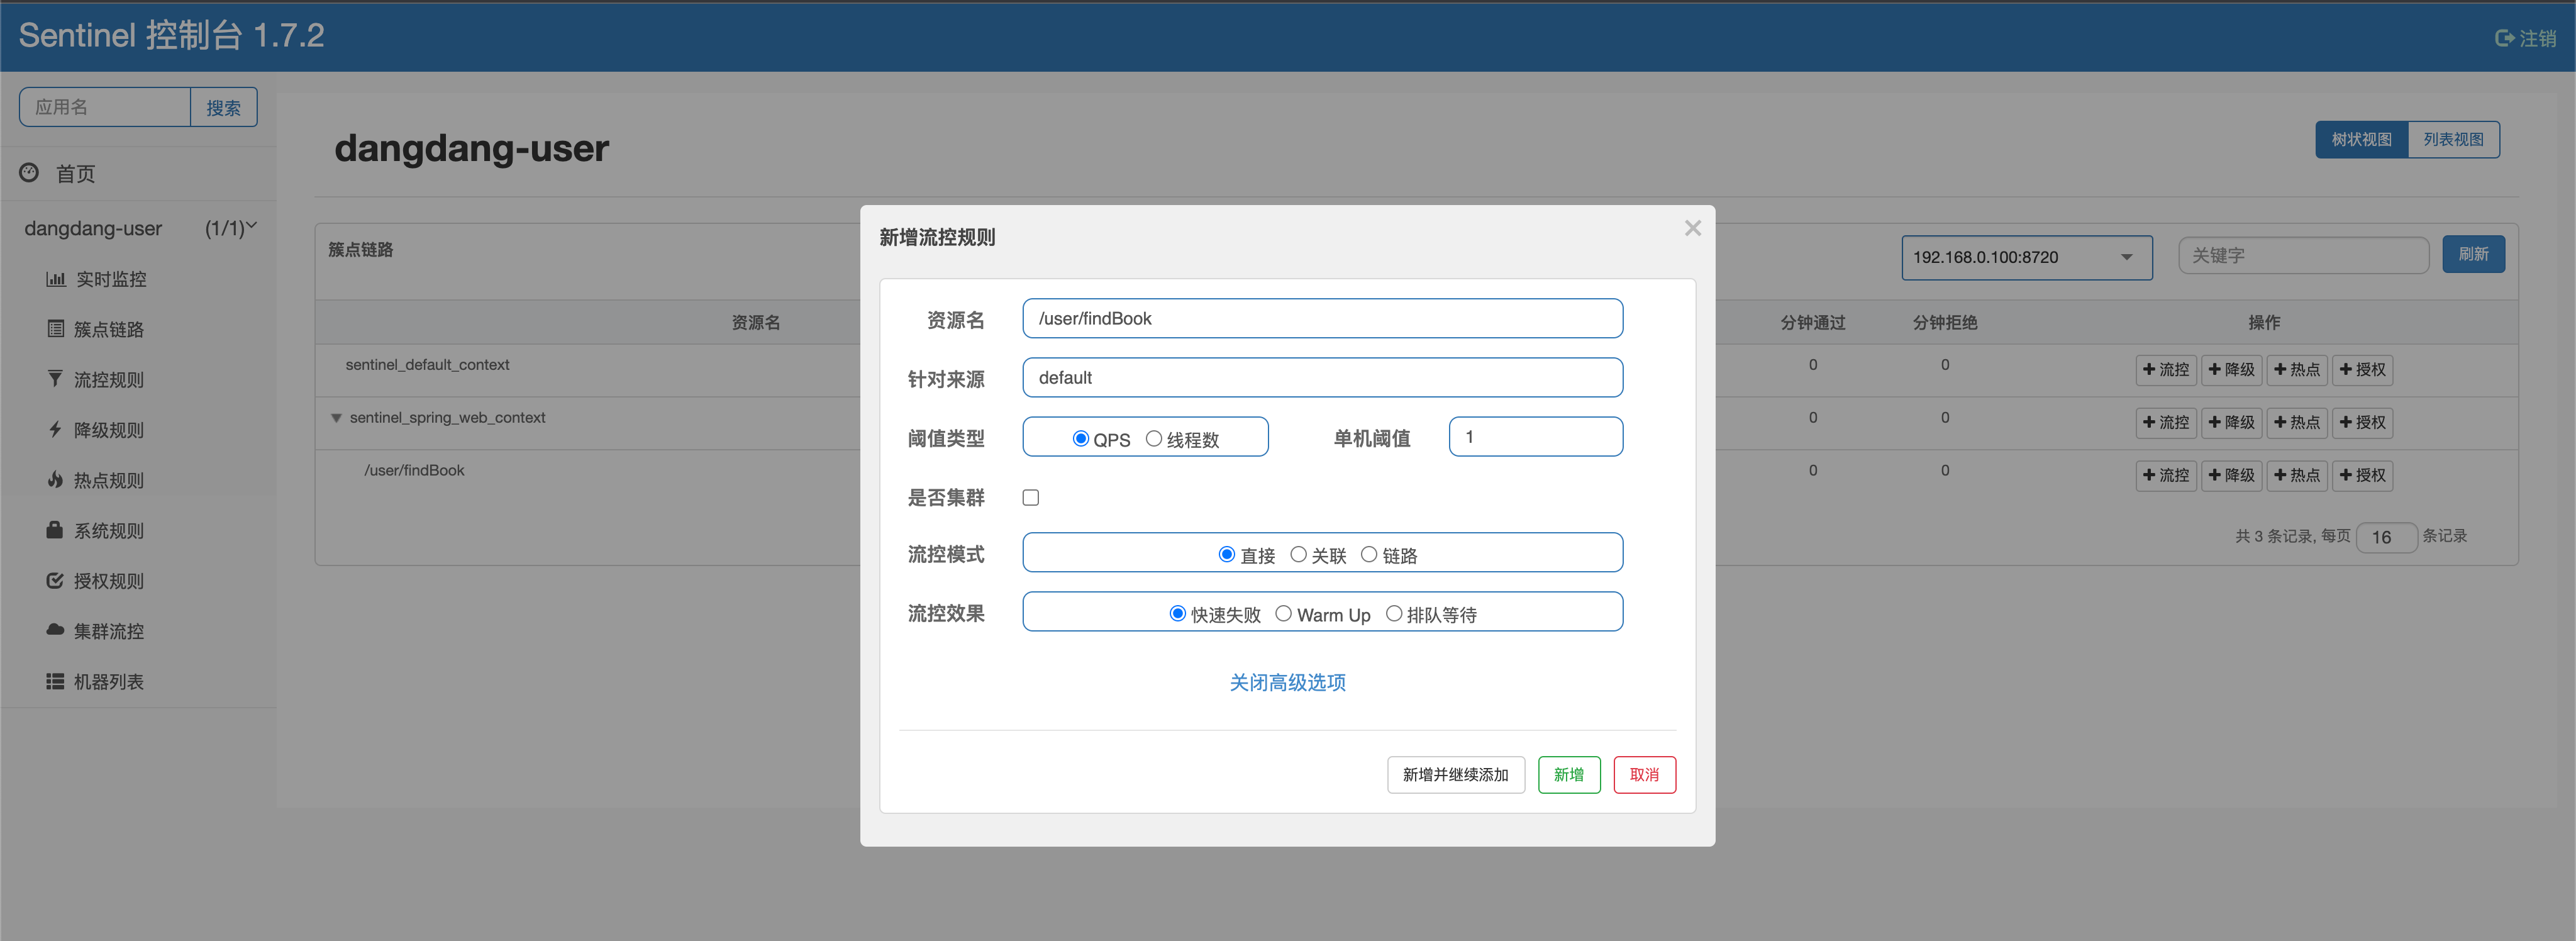 Sentinel 控制台 1.7.2
注销
应用名 搜索
首页
dangdang-user (1/1)
实时监控
簇点链路
流控规则
降级规则
热点规则
系统规则
授权规则
集群流控
机器列表
dangdang-user
树状视图 列表视图
簇点链路
192.168.0.100:8720 关键字 刷新
资源名 分钟通过 分钟拒绝 操作
sentinel_default_context 0 0 流控 降级 热点 授权
sentinel_spring_web_context 0 0 流控 降级 热点 授权
/user/findBook 0 0 流控 降级 热点 授权
共 3 条记录, 每页 16 条记录
新增流控规则
资源名 /user/findBook
针对来源 default
阈值类型 QPS 线程数 单机阈值 1
是否集群
流控模式 直接 关联 链路
流控效果 快速失败 Warm Up 排队等待
关闭高级选项
新增并继续添加 新增 取消